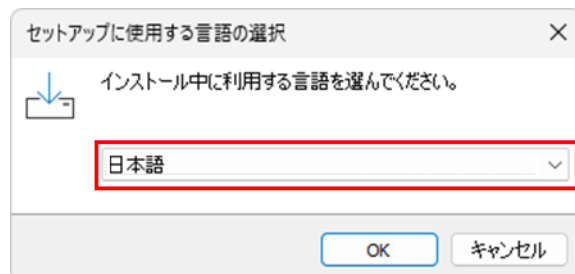 セットアップに使用する言語の選択
インストール中に利用する言語を選んでください。
日本語
OK
キャンセル